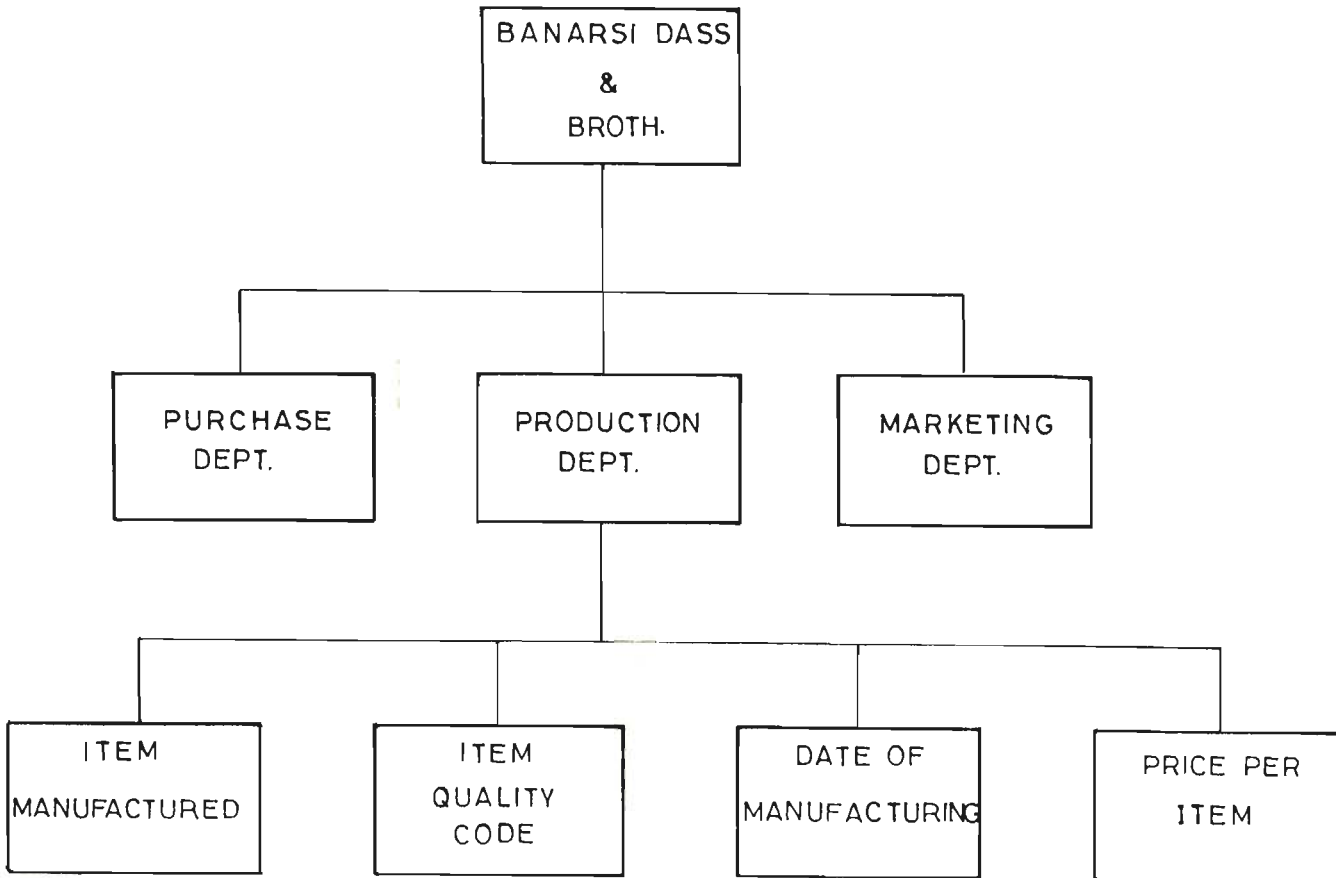 BANARSI DASS
&
BROTH.
PURCHASE
DEPT.
PRODUCTION
DEPT.
MARKETING
DEPT.
ITEM
MANUFACTURED
ITEM
QUALITY
CODE
DATE OF
MANUFACTURING
PRICE PER
ITEM